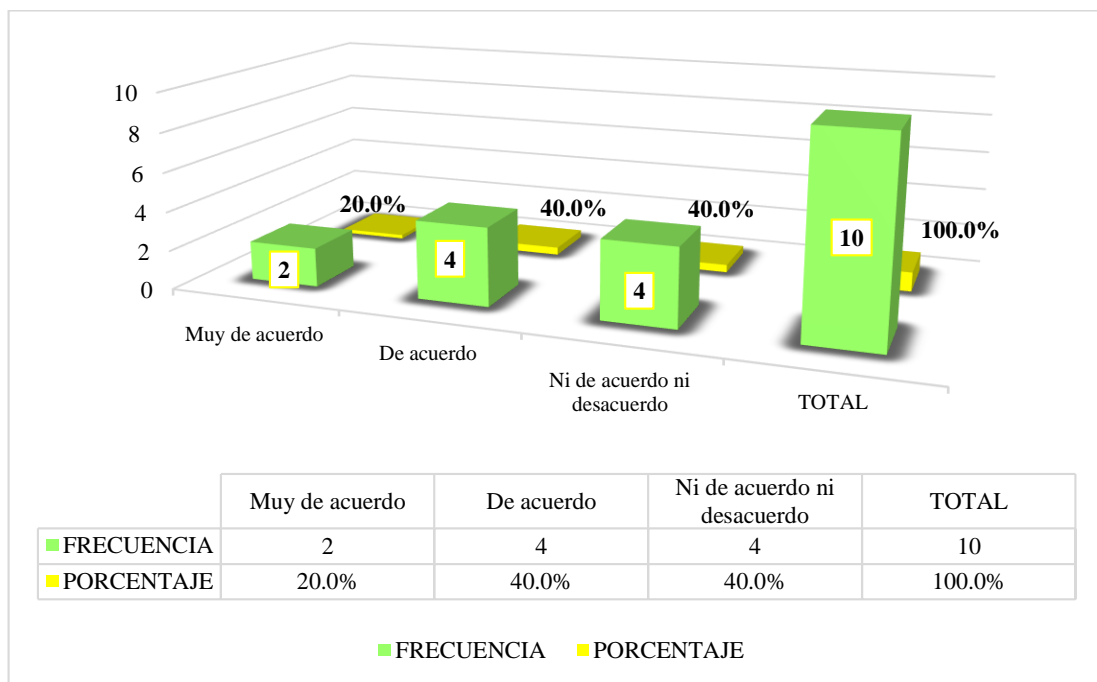 10
8
6
4
2
0
20.0%
40.0%
40.0%
100.0%
2
4
4
10
Muy de acuerdo
De acuerdo
Ni de acuerdo ni
desacuerdo
TOTAL
Muy de acuerdo De acuerdo Ni de acuerdo ni desacuerdo TOTAL
FRECUENCIA 2 4 4 10
PORCENTAJE 20.0% 40.0% 40.0% 100.0%
FRECUENCIA PORCENTAJE